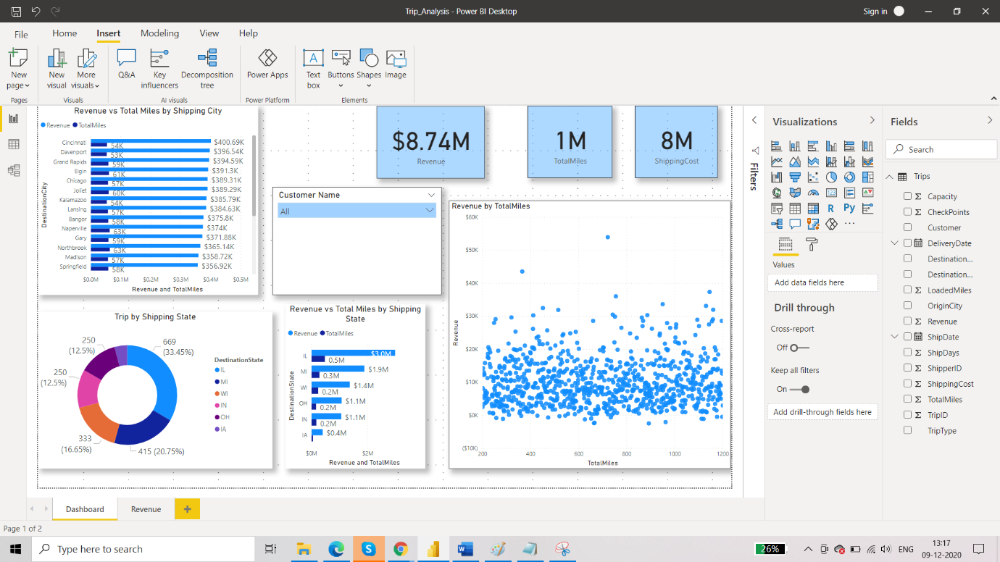 Trip_Analysis - Power BI Desktop
Sign in
File
Home
Insert
Modeling
View
Help
New page
New visual
More visuals
Q&A
Key influencers
Decomposition tree
Power Apps
Text box
Buttons
Shapes
Image
Pages
Visuals
AI visuals
Power Platform
Elements
Revenue vs Total Miles by Shipping City
Revenue TotalMiles
DestinationCity
Cincinnati $400.69K 54K
Davenport $396.54K 53K
Grand Rapids $394.59K 59K
Elgin $391.3K 61K
Chicago $389.31K 57K
Joliet $389.29K 60K
Kalamazoo $385.79K 54K
Lansing $384.63K 57K
Bangor $375.8K 58K
Naperville $374K 63K
Gary $371.88K 59K
Northbrook $365.14K 63K
Madison $358.72K 57K
Springfield $356.92K 58K
$0.0M $0.1M $0.2M $0.3M $0.4M $0.5M
Revenue and TotalMiles
$8.74M
Revenue
1M
TotalMiles
8M
ShippingCost
Customer Name
All
Revenue by TotalMiles
$60K
$50K
$40K
$30K
$20K
$10K
$0K
($10K)
Revenue
200 400 600 800 1000 1200
TotalMiles
Trip by Shipping State
669
(33.45%)
415 (20.75%)
333
(16.65%)
250
(12.5%)
250
(12.5%)
DestinationState
IL
MI
WI
IN
OH
IA
Revenue vs Total Miles by Shipping
State
Revenue TotalMiles
DestinationState
IL $3.0M 0.5M
MI $1.9M 0.3M
WI $1.4M 0.2M
OH $1.1M 0.2M
IN $1.1M 0.2M
IA $0.4M
$0M $2M
Revenue and TotalMiles
Filters
Visualizations
R Py
Values
Add data fields here
Drill through
Cross-report
Off
Keep all filters
On
Add drill-through fields here
Fields
Search
Trips
Capacity
CheckPoints
Customer
DeliveryDate
Destination...
Destination...
LoadedMiles
OriginCity
Revenue
ShipDate
ShipDays
ShipperID
ShippingCost
TotalMiles
TripID
TripType
Dashboard
Revenue
Page 1 of 2
Type here to search
26%
ENG
13:17
09-12-2020